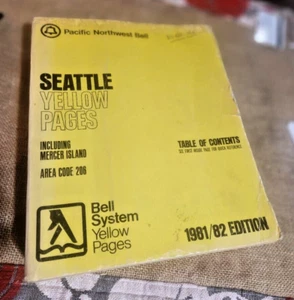 Pacific Northwest Bell
SEATTLE
YELLOW
PAGES
INCLUDING
MERCER ISLAND
AREA CODE 206
TABLE OF CONTENTS
Bell
System
Yellow
Pages
1981/82 EDITION